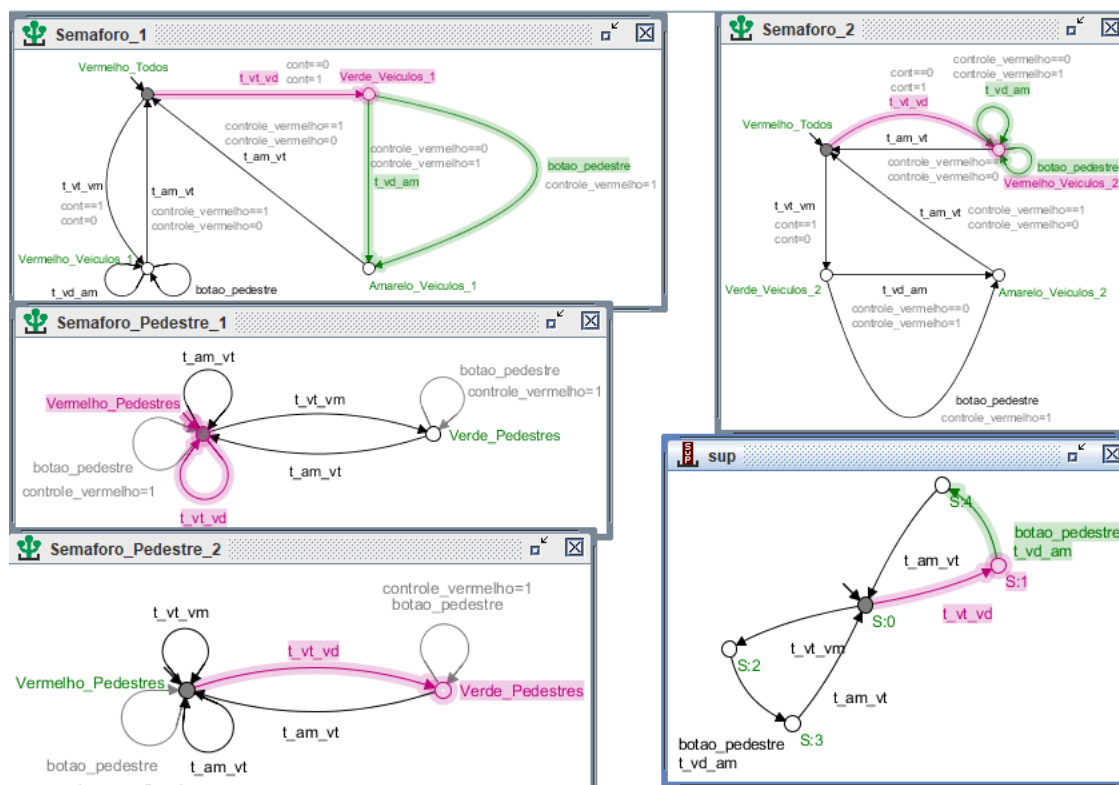 Semaforo_1
Vermelho_Todos
t_vt_vd
cont==0
cont=1
Verde_Veiculos_1
controle_vermelho==1
controle_vermelho=0
t_am_vt
controle_vermelho==0
controle_vermelho=1
t_vd_am
botao_pedestre
controle_vermelho=1
t_vt_vm
cont==1
cont=0
t_am_vt
controle_vermelho==1
controle_vermelho=0
Vermelho_Veiculos_1
t_vd_am
botao_pedestre
Amarelo_Veiculos_1
Semaforo_2
controle_vermelho==0
controle_vermelho=1
t_vd_am
cont==0
cont=1
t_vt_vd
Vermelho_Todos
t_am_vt
controle_vermelho==
controle_vermelho=0
botao_pedestre
Vermelho_Veiculos_2
t_vt_vm
cont==1
cont=0
t_am_vt
controle_vermelho==1
controle_vermelho=0
Verde_Veiculos_2
t_vd_am
Amarelo_Veiculos_2
controle_vermelho==0
controle_vermelho=1
botao_pedestre
controle_vermelho=1
Semaforo_Pedestre_1
t_am_vt
Vermelho_Pedestres
t_vt_vm
botao_pedestre
controle_vermelho=1
Verde_Pedestres
t_am_vt
botao_pedestre
controle_vermelho=1
t_vt_vd
Semaforo_Pedestre_2
t_vt_vm
controle_vermelho=1
botao_pedestre
t_vt_vd
Vermelho_Pedestres
Verde_Pedestres
t_am_vt
botao_pedestre
t_am_vt
sup
S:4
botao_pedestre
t_vd_am
t_am_vt
S:1
t_vt_vd
S:0
t_vt_vm
S:2
t_am_vt
S:3
botao_pedestre
t_vd_am